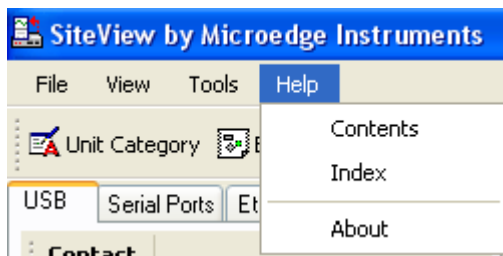 SiteView by Microedge Instruments
File View Tools Help
Contents
Unit Category
Index
USB Serial Ports
About
Contact